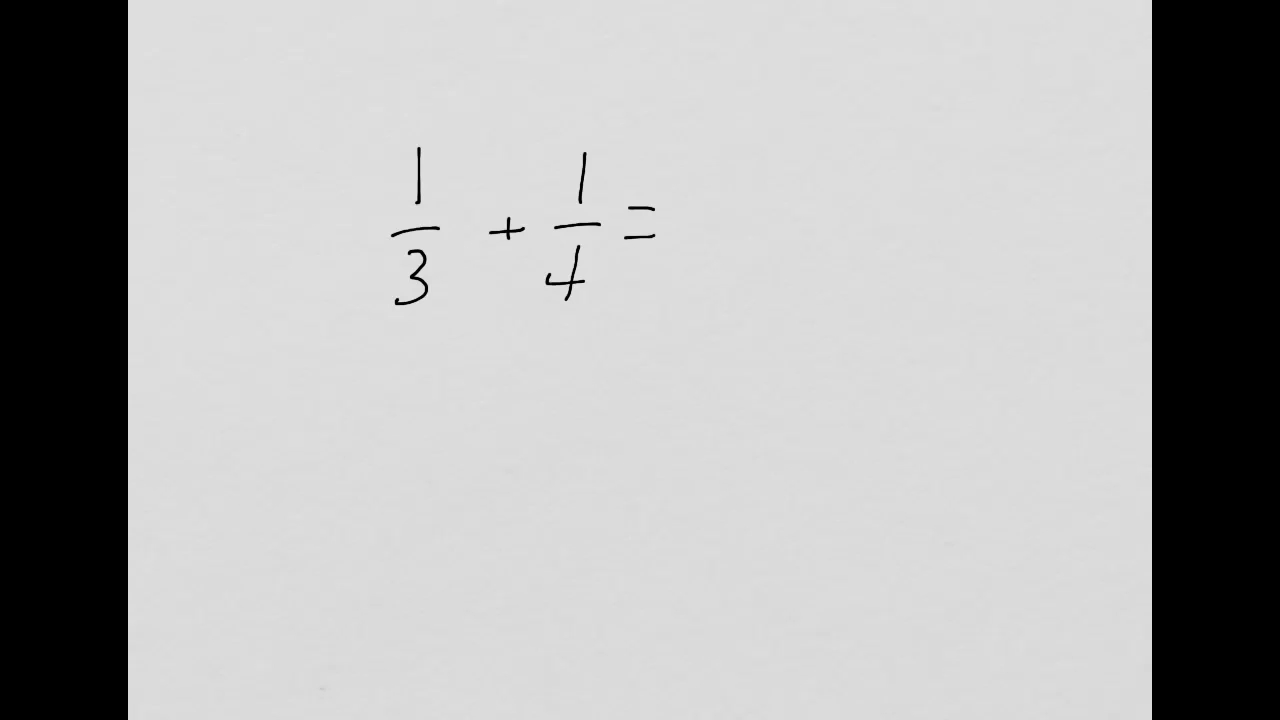 1/3 + 1/4 =